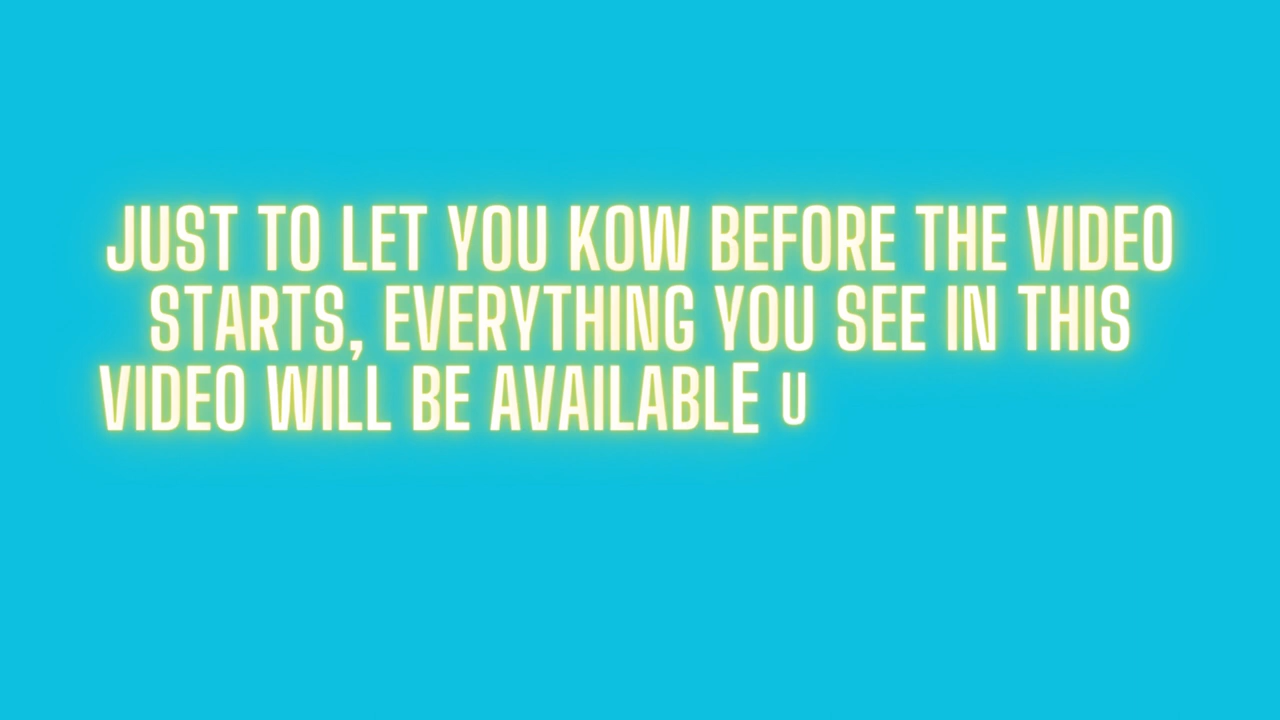 JUST TO LET YOU KOW BEFORE THE VIDEO
STARTS, EVERYTHING YOU SEE IN THIS
VIDEO WILL BE AVAILABLE U